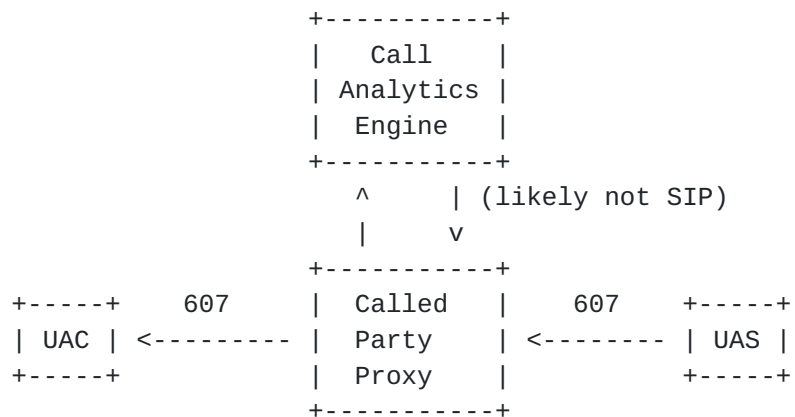 +-----------+
|   Call    |
| Analytics |
|  Engine   |
+-----------+
^     | (likely not SIP)
|     v
+-----------+
+-----+    607     |  Called   |    607    +-----+
| UAC | <--------- |  Party    | <-------- | UAS |
+-----+            |  Proxy    |           +-----+
+-----------+